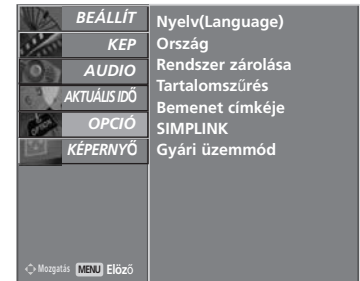 BEÁLLÍT
KEP
AUDIO
AKTUÁLIS IDŐ
OPCIÓ
KÉPERNYŐ
Nyelv(Language)
Ország
Rendszer zárolása
Tartalomszűrés
Bemenet címkéje
SIMPLINK
Gyári üzemmód
Mozgatás MENU Előző